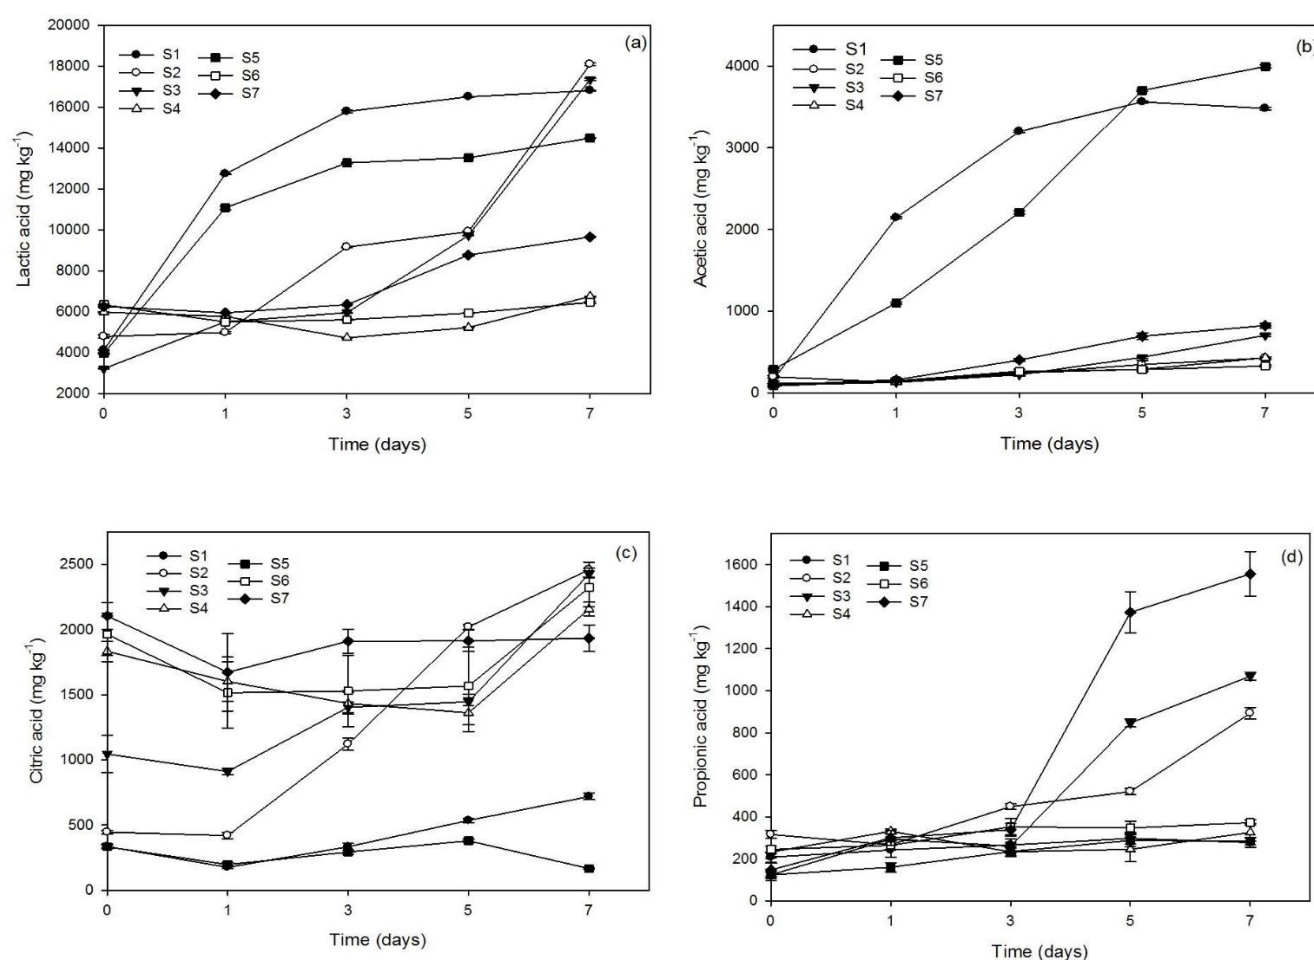 (a)
S1
S2
S3
S4
S5
S6
S7
20000
18000
16000
14000
12000
10000
8000
6000
4000
2000
Lactic acid (mg kg⁻¹)
0 1 3 5 7
Time (days)
(b)
S1
S2
S3
S4
S5
S6
S7
4000
3000
2000
1000
0
Acetic acid (mg kg⁻¹)
0 1 3 5 7
Time (days)
(c)
S1
S2
S3
S4
S5
S6
S7
2500
2000
1500
1000
500
0
Citric acid (mg kg⁻¹)
0 1 3 5 7
Time (days)
(d)
S1
S2
S3
S4
S5
S6
S7
1600
1400
1200
1000
800
600
400
200
0
Propionic acid (mg kg⁻¹)
0 1 3 5 7
Time (days)